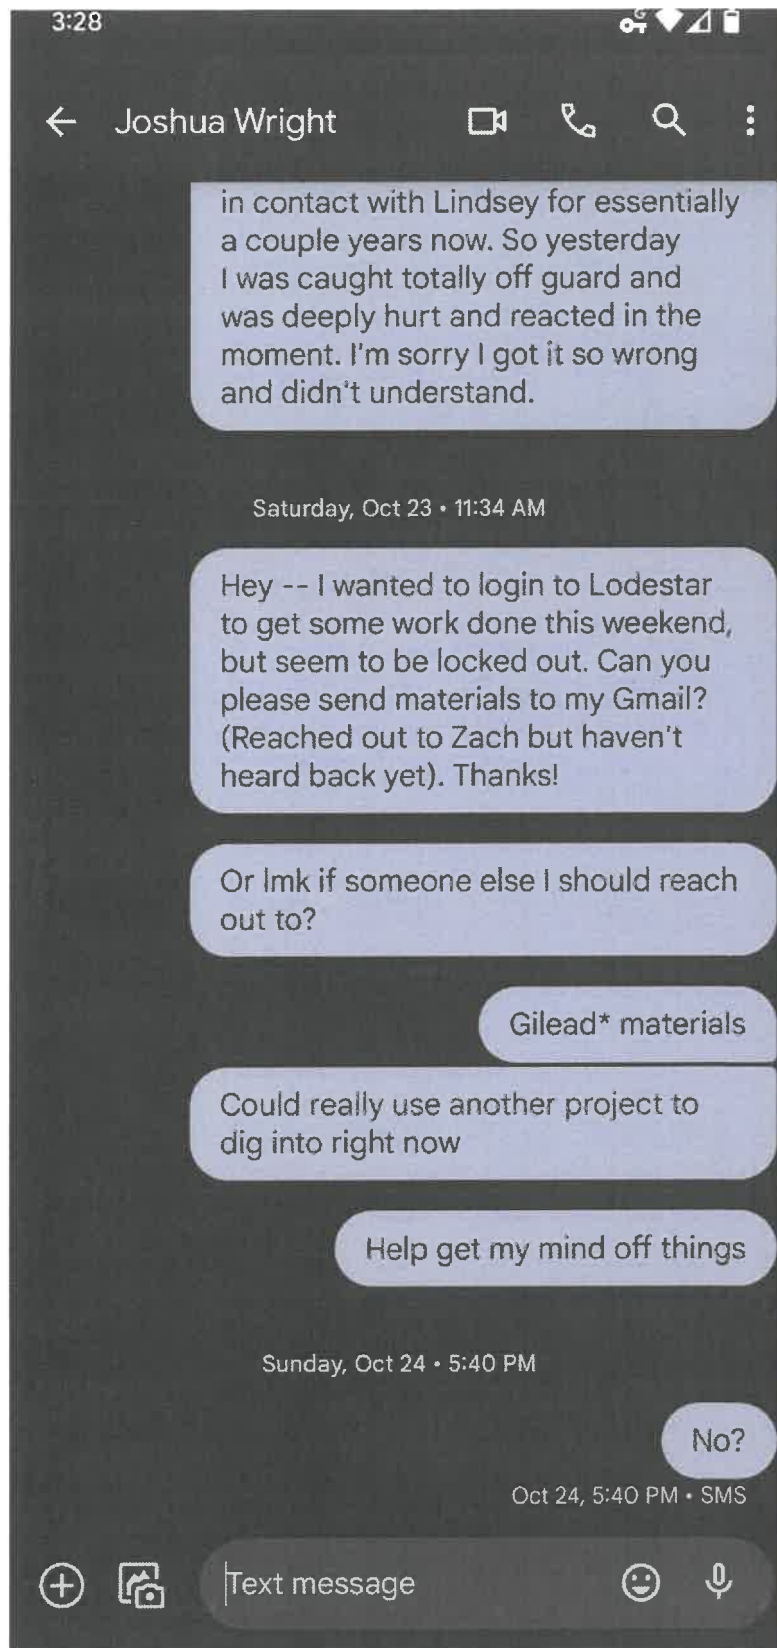 3:28
Joshua Wright
in contact with Lindsey for essentially
a couple years now. So yesterday
I was caught totally off guard and
was deeply hurt and reacted in the
moment. I'm sorry I got it so wrong
and didn't understand.
Saturday, Oct 23 • 11:34 AM
Hey -- I wanted to login to Lodestar
to get some work done this weekend,
but seem to be locked out. Can you
please send materials to my Gmail?
(Reached out to Zach but haven't
heard back yet). Thanks!
Or lmk if someone else I should reach
out to?
Gilead* materials
Could really use another project to
dig into right now
Help get my mind off things
Sunday, Oct 24 • 5:40 PM
No?
Oct 24, 5:40 PM • SMS
Text message